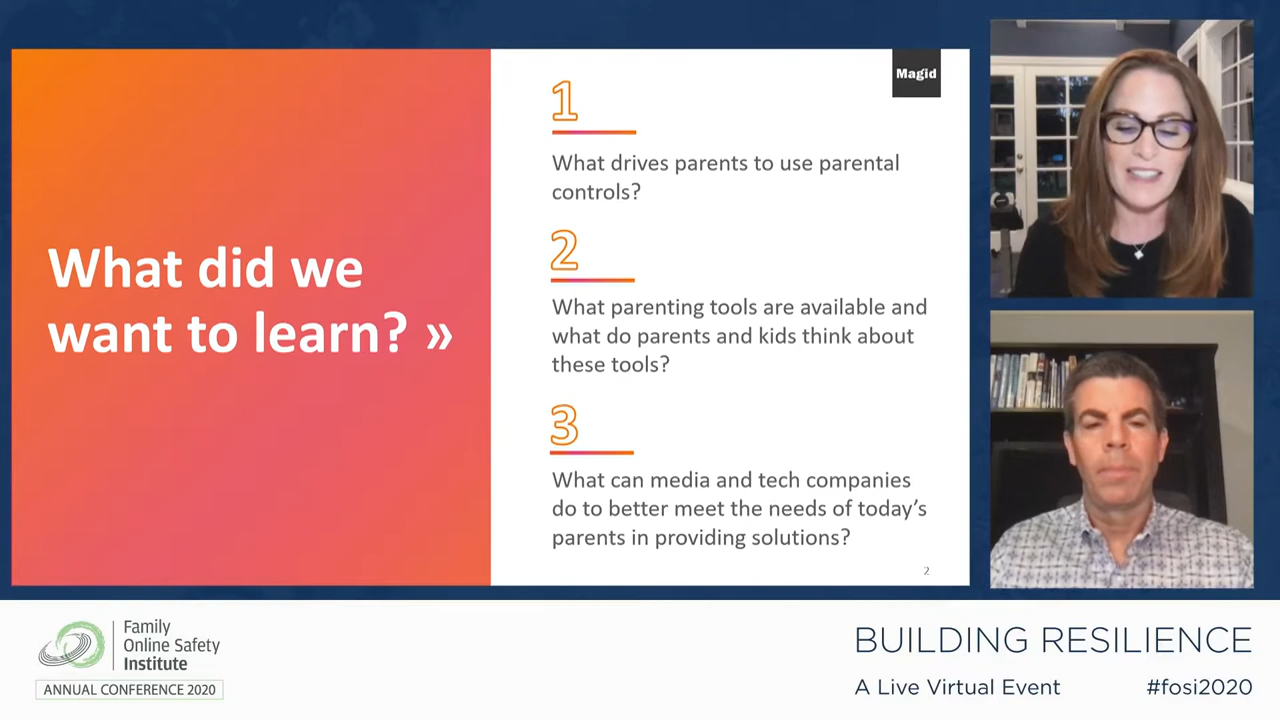 What did we
want to learn? »
Magid
1
What drives parents to use parental
controls?
2
What parenting tools are available and
what do parents and kids think about
these tools?
3
What can media and tech companies
do to better meet the needs of today's
parents in providing solutions?
2
Family
Online Safety
Institute
ANNUAL CONFERENCE 2020
BUILDING RESILIENCE
A Live Virtual Event
#fosi2020